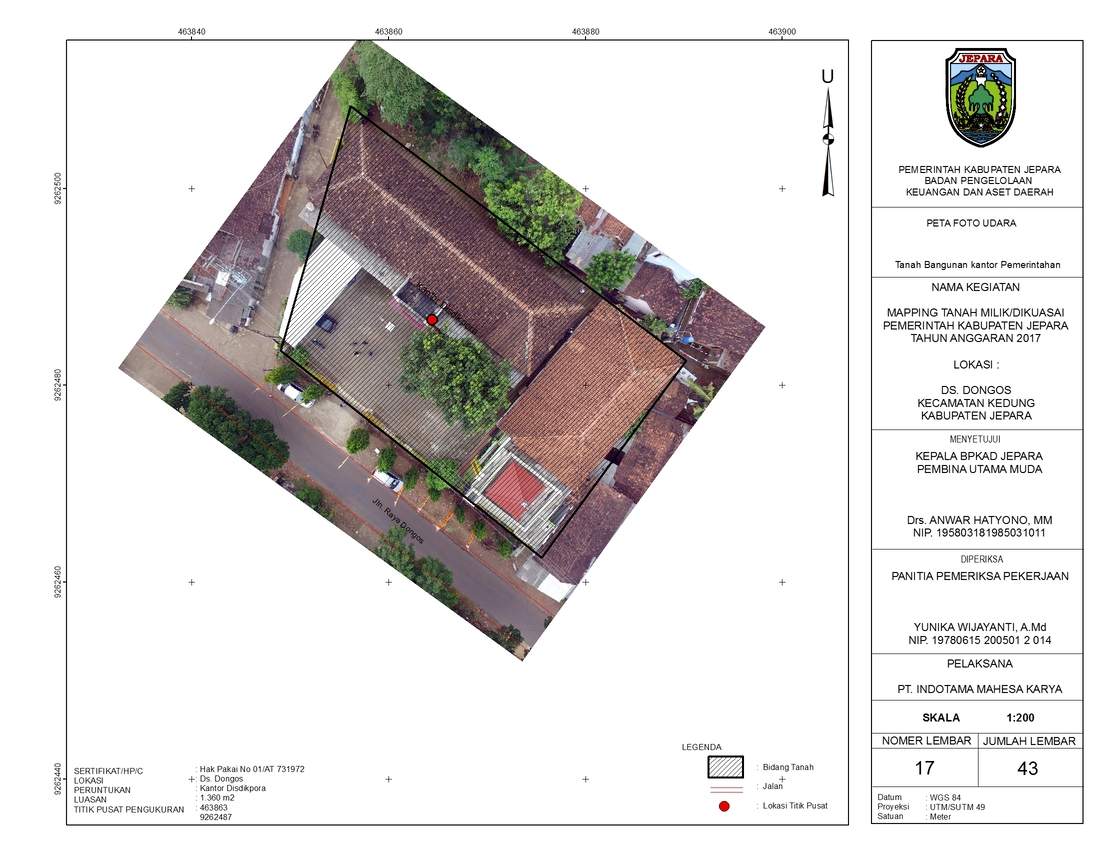 463840
463860
463880
463900
9262500
9262480
9262460
9262440
U
Jln. Raya Dongos
SERTIFIKAT/HP/C : Hak Pakai No 01/AT 731972
LOKASI : Ds. Dongos
PERUNTUKAN : Kantor Disdikpora
LUASAN : 1.360 m2
TITIK PUSAT PENGUKURAN : 463863
9262487
LEGENDA
: Bidang Tanah
: Jalan
: Lokasi Titik Pusat
JEPARA
PEMERINTAH KABUPATEN JEPARA
BADAN PENGELOLAAN
KEUANGAN DAN ASET DAERAH
PETA FOTO UDARA
Tanah Bangunan kantor Pemerintahan
NAMA KEGIATAN
MAPPING TANAH MILIK/DIKUASAI
PEMERINTAH KABUPATEN JEPARA
TAHUN ANGGARAN 2017
LOKASI :
DS. DONGOS
KECAMATAN KEDUNG
KABUPATEN JEPARA
MENYETUJUI
KEPALA BPKAD JEPARA
PEMBINA UTAMA MUDA
Drs. ANWAR HATYONO, MM
NIP. 195803181985031011
DIPERIKSA
PANITIA PEMERIKSA PEKERJAAN
YUNIKA WIJAYANTI, A.Md
NIP. 19780615 200501 2 014
PELAKSANA
PT. INDOTAMA MAHESA KARYA
SKALA 1:200
NOMER LEMBAR JUMLAH LEMBAR
17 43
Datum : WGS 84
Proyeksi : UTM/SUTM 49
Satuan : Meter